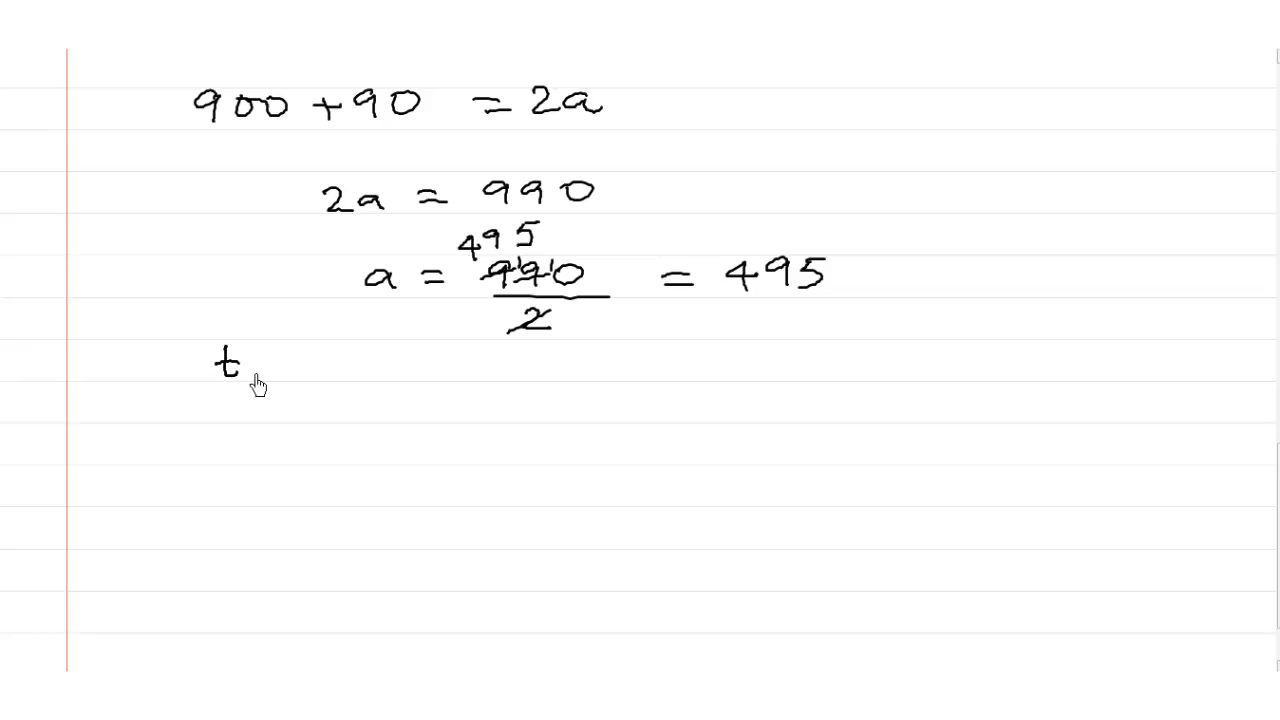 900 + 90 = 2a
2a = 990
495
a = 990 / 2 = 495
t